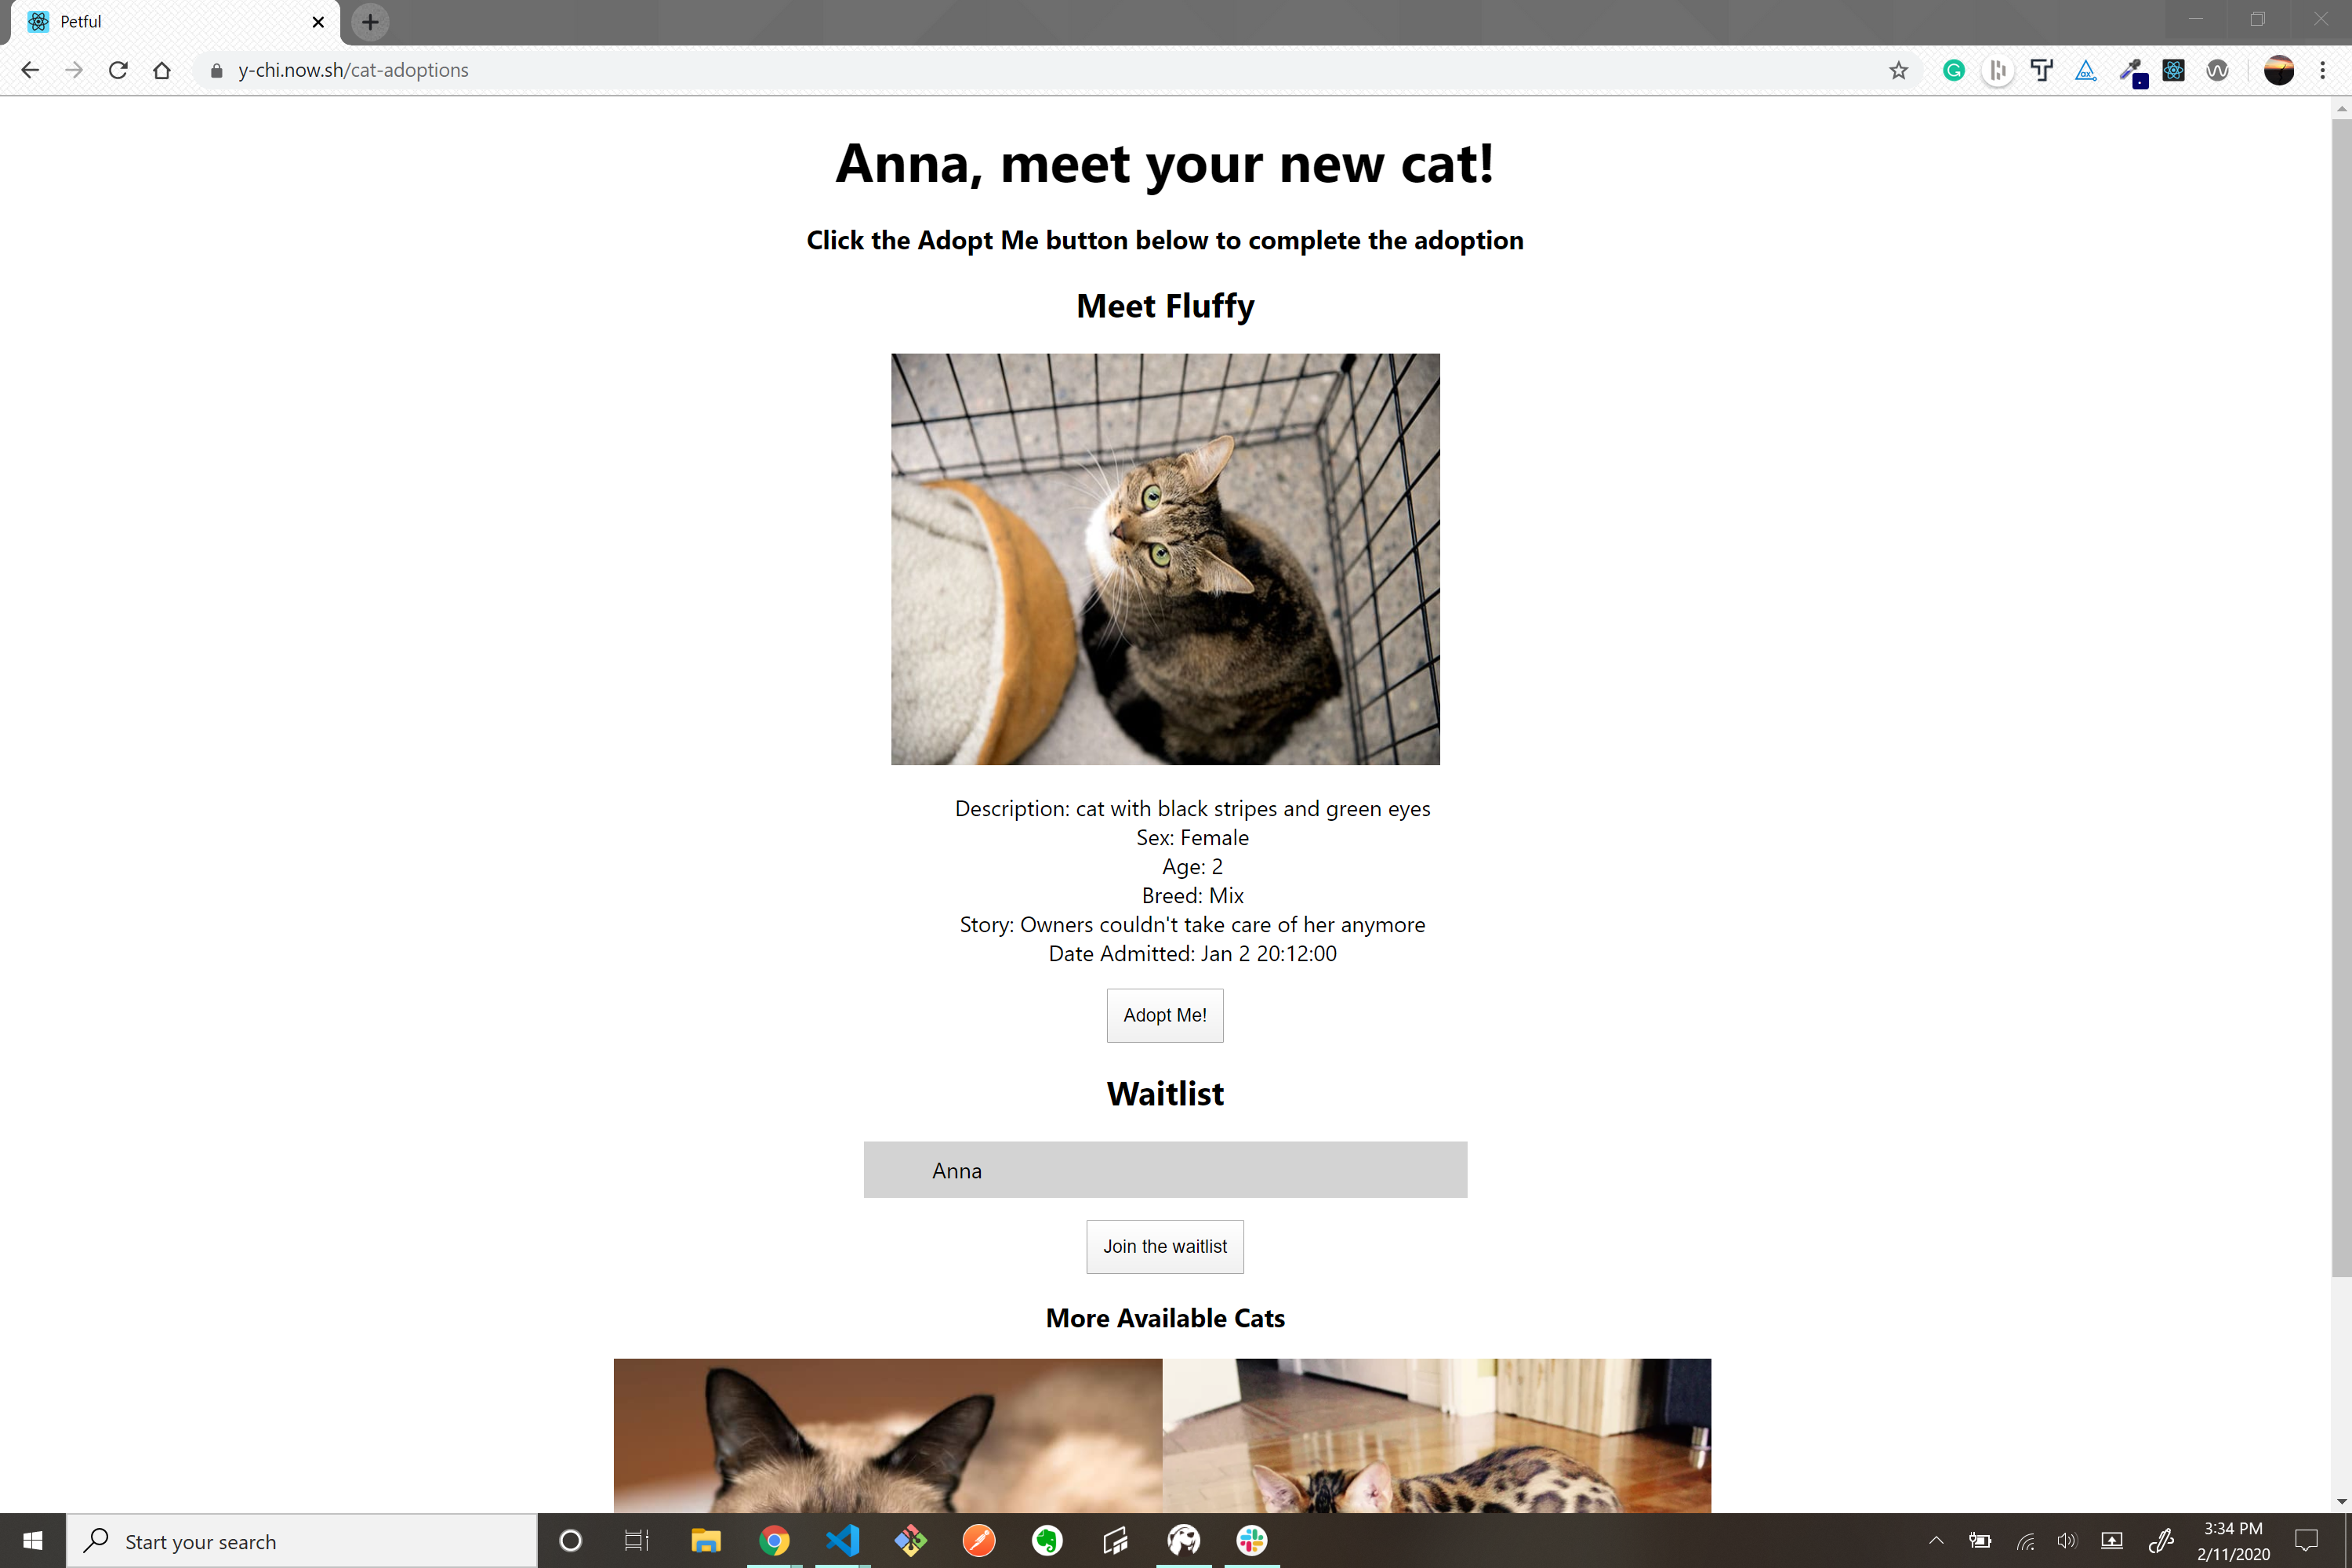 Petful
y-chi.now.sh/cat-adoptions
Anna, meet your new cat!
Click the Adopt Me button below to complete the adoption
Meet Fluffy
Description: cat with black stripes and green eyes
Sex: Female
Age: 2
Breed: Mix
Story: Owners couldn't take care of her anymore
Date Admitted: Jan 2 20:12:00
Adopt Me!
Waitlist
Anna
Join the waitlist
More Available Cats
Start your search
3:34 PM
2/11/2020